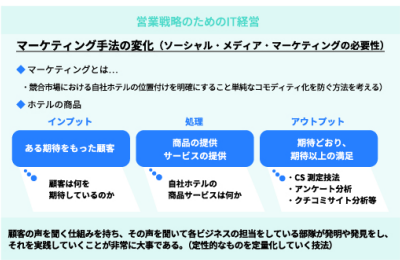 営業戦略のためのIT経営
マーケティング手法の変化（ソーシャル・メディア・マーケティングの必要性）
◆ マーケティングとは…
・競合市場における自社ホテルの位置付けを明確にすること単純なコモディティ化を防ぐ方法を考える）
◆ ホテルの商品
インプット
処理
アウトプット
ある期待をもった顧客
商品の提供
サービスの提供
期待どおり、
期待以上の満足
顧客は何を
期待しているのか
自社ホテルの
商品サービスは何か
・CS 測定技法
・アンケート分析
・クチコミサイト分析等
顧客の声を聞く仕組みを持ち、その声を聞いて各ビジネスの担当をしている部隊が発明や発見をし、
それを実践していくことが非常に大事である。（定性的なものを定量化していく技法）